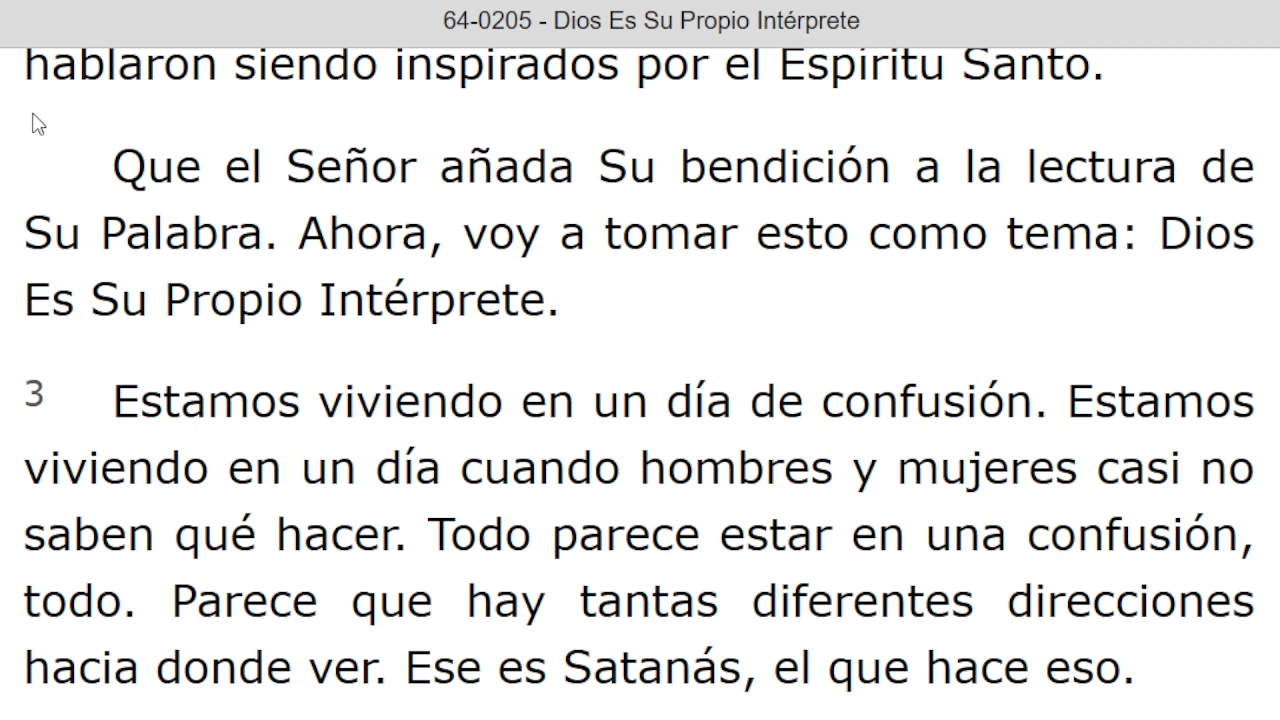 64-0205 - Dios Es Su Propio Intérprete
hablaron siendo inspirados por el Espíritu Santo.
Que el Señor añada Su bendición a la lectura de
Su Palabra. Ahora, voy a tomar esto como tema: Dios
Es Su Propio Intérprete.
3 Estamos viviendo en un día de confusión. Estamos
viviendo en un día cuando hombres y mujeres casi no
saben qué hacer. Todo parece estar en una confusión,
todo. Parece que hay tantas diferentes direcciones
hacia donde ver. Ese es Satanás, el que hace eso.